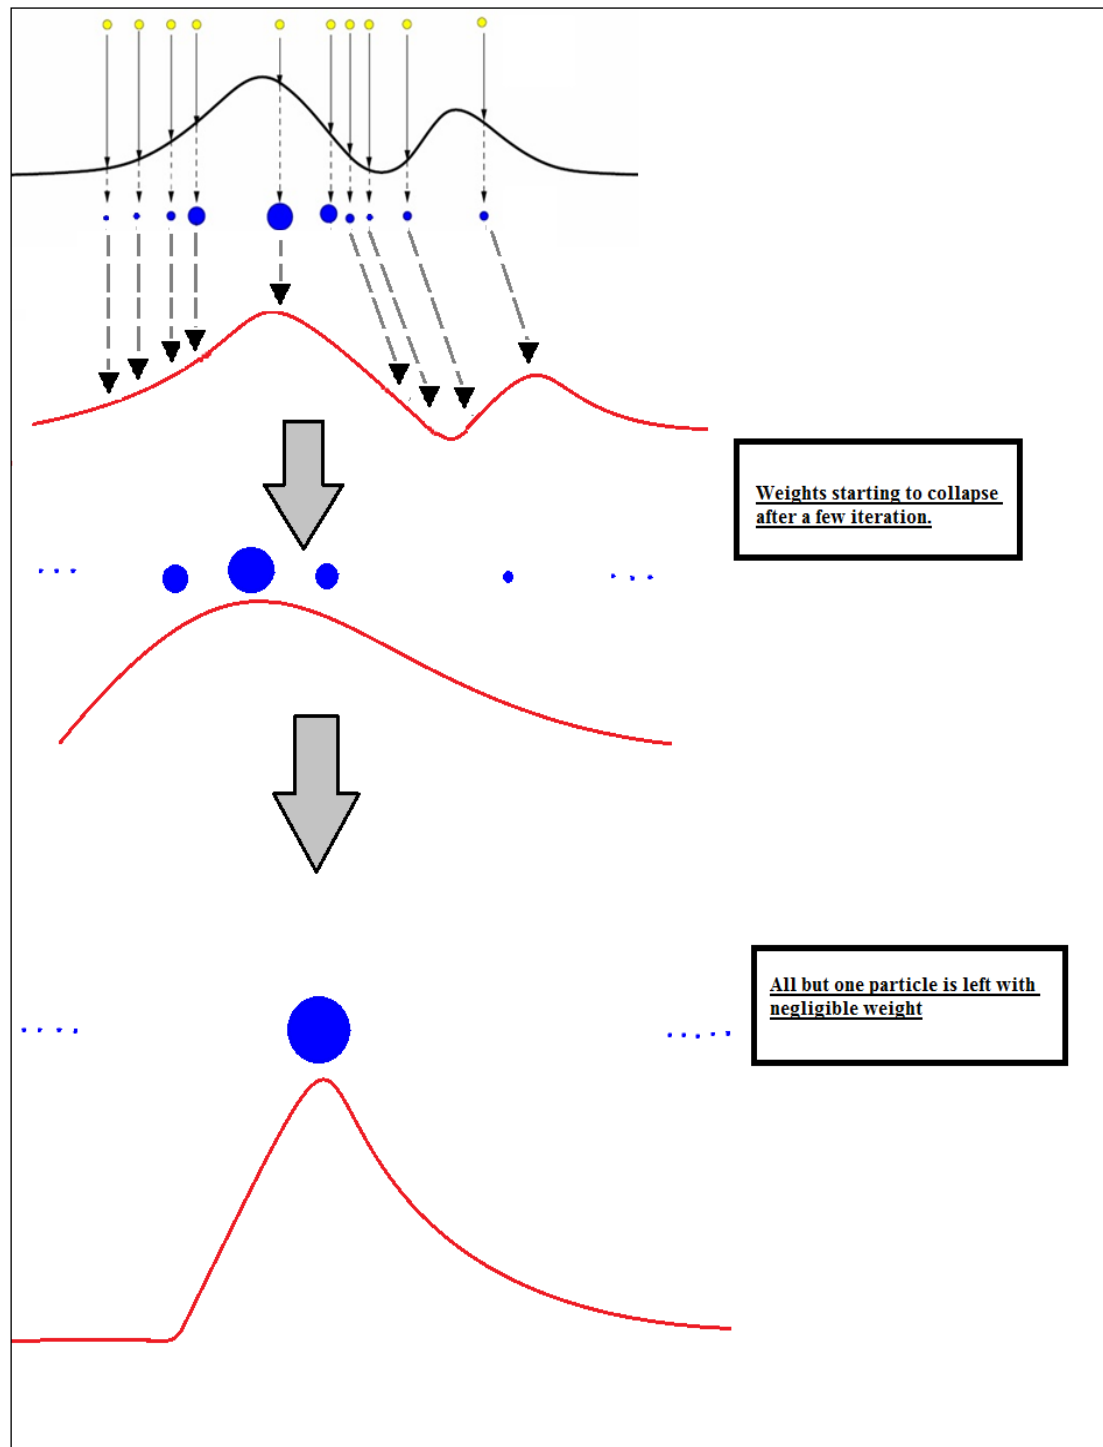 Weights starting to collapse
after a few iteration.
All but one particle is left with
negligible weight